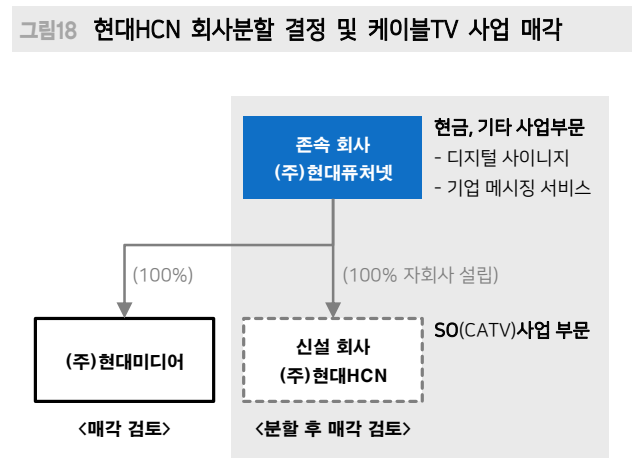 그림18 현대HCN 회사분할 결정 및 케이블TV 사업 매각
존속 회사
(주)현대퓨처넷
현금, 기타 사업부문
- 디지털 사이니지
- 기업 메시징 서비스
(100%)
(100% 자회사 설립)
(주)현대미디어
신설 회사
(주)현대HCN
SO(CATV)사업 부문
<매각 검토>
<분할 후 매각 검토>